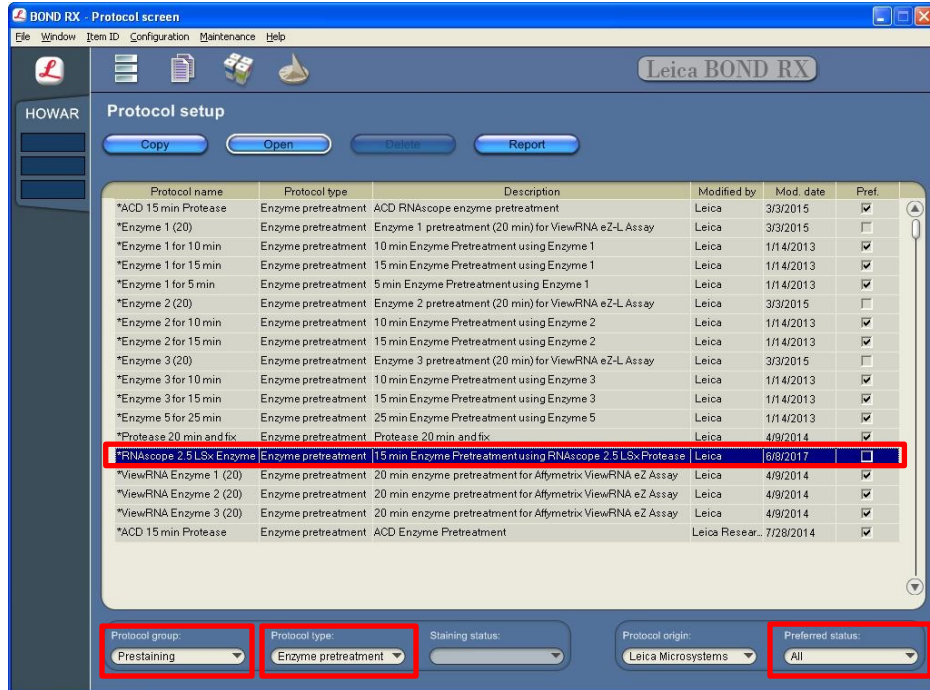 BOND RX - Protocol screen
File Window Item ID Configuration Maintenance Help
Leica BOND RX
HOWAR
Protocol setup
Copy Open Delete Report
Protocol name Protocol type Description Modified by Mod. date Pref.
*ACD 15 min Protease Enzyme pretreatment ACD RNAscope enzyme pretreatment Leica 3/3/2015
*Enzyme 1 (20) Enzyme pretreatment Enzyme 1 pretreatment (20 min) for ViewRNA eZ-L Assay Leica 3/3/2015
*Enzyme 1 for 10 min Enzyme pretreatment 10 min Enzyme Pretreatment using Enzyme 1 Leica 1/14/2013
*Enzyme 1 for 15 min Enzyme pretreatment 15 min Enzyme Pretreatment using Enzyme 1 Leica 1/14/2013
*Enzyme 1 for 5 min Enzyme pretreatment 5 min Enzyme Pretreatment using Enzyme 1 Leica 1/14/2013
*Enzyme 2 (20) Enzyme pretreatment Enzyme 2 pretreatment (20 min) for ViewRNA eZ-L Assay Leica 3/3/2015
*Enzyme 2 for 10 min Enzyme pretreatment 10 min Enzyme Pretreatment using Enzyme 2 Leica 1/14/2013
*Enzyme 2 for 15 min Enzyme pretreatment 15 min Enzyme Pretreatment using Enzyme 2 Leica 1/14/2013
*Enzyme 3 (20) Enzyme pretreatment Enzyme 3 pretreatment (20 min) for ViewRNA eZ-L Assay Leica 3/3/2015
*Enzyme 3 for 10 min Enzyme pretreatment 10 min Enzyme Pretreatment using Enzyme 3 Leica 1/14/2013
*Enzyme 3 for 15 min Enzyme pretreatment 15 min Enzyme Pretreatment using Enzyme 3 Leica 1/14/2013
*Enzyme 5 for 25 min Enzyme pretreatment 25 min Enzyme Pretreatment using Enzyme 5 Leica 1/14/2013
*Protease 20 min and fix Enzyme pretreatment Protease 20 min and fix Leica 4/9/2014
*RNAscope 2.5 LSx Enzyme Enzyme pretreatment 15 min Enzyme Pretreatment using RNAscope 2.5 LSx Protease Leica 6/8/2017
*ViewRNA Enzyme 1 (20) Enzyme pretreatment 20 min enzyme pretreatment for Affymetrix ViewRNA eZ Assay Leica 4/9/2014
*ViewRNA Enzyme 2 (20) Enzyme pretreatment 20 min enzyme pretreatment for Affymetrix ViewRNA eZ Assay Leica 4/9/2014
*ViewRNA Enzyme 3 (20) Enzyme pretreatment 20 min enzyme pretreatment for Affymetrix ViewRNA eZ Assay Leica 4/9/2014
*ACD 15 min Protease Enzyme pretreatment ACD Enzyme Pretreatment Leica Resear... 7/28/2014
Protocol group: Protocol type: Staining status: Protocol origin: Preferred status:
Prestaining Enzyme pretreatment Leica Microsystems All